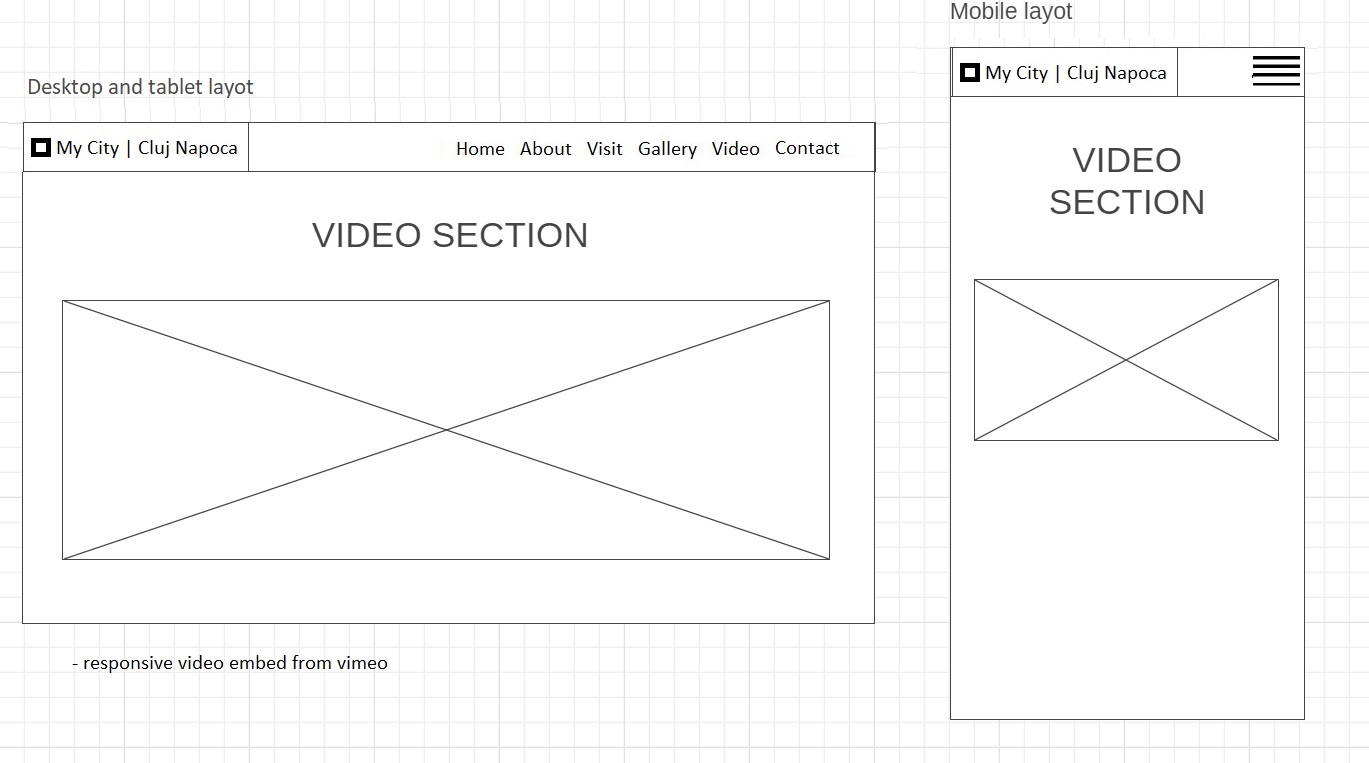 Desktop and tablet layot
My City | Cluj Napoca
Home About Visit Gallery Video Contact
VIDEO SECTION
- responsive video embed from vimeo
Mobile layot
My City | Cluj Napoca
VIDEO
SECTION